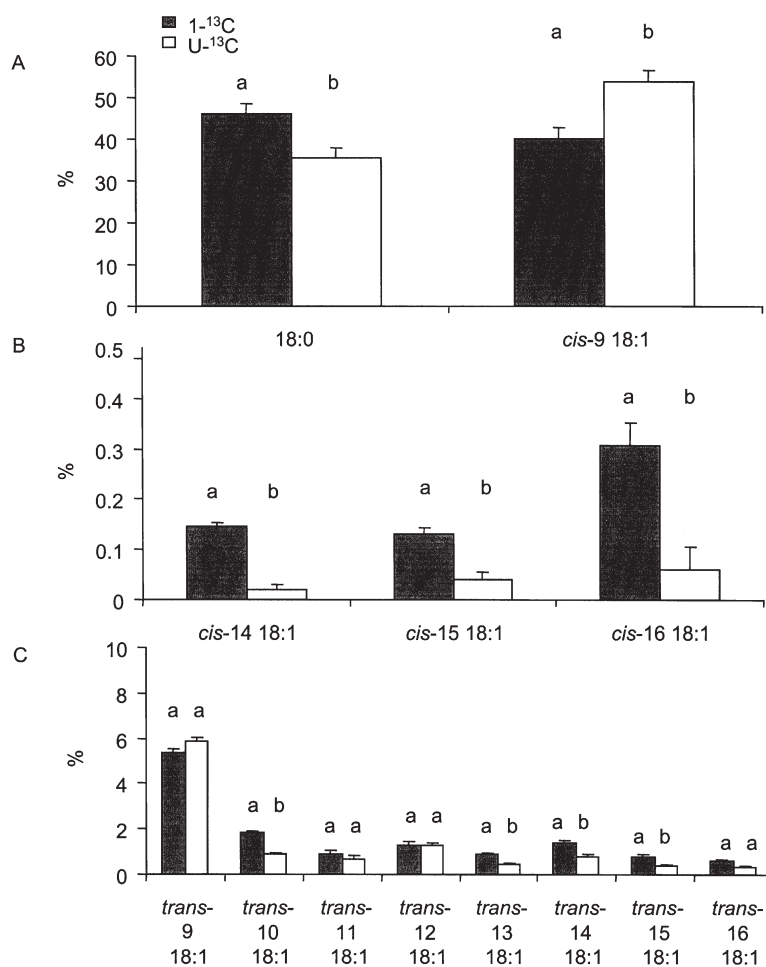 1-¹³C
U-¹³C
A
60
50
40
30
20
10
0
%
a b a b
18:0 cis-9 18:1
B
0.5
0.4
0.3
0.2
0.1
0
%
a b a b a b
cis-14 18:1 cis-15 18:1 cis-16 18:1
C
10
8
6
4
2
0
%
a a a b a a a a a b a b a b a a
trans- trans- trans- trans- trans- trans- trans- trans-
9 10 11 12 13 14 15 16
18:1 18:1 18:1 18:1 18:1 18:1 18:1 18:1